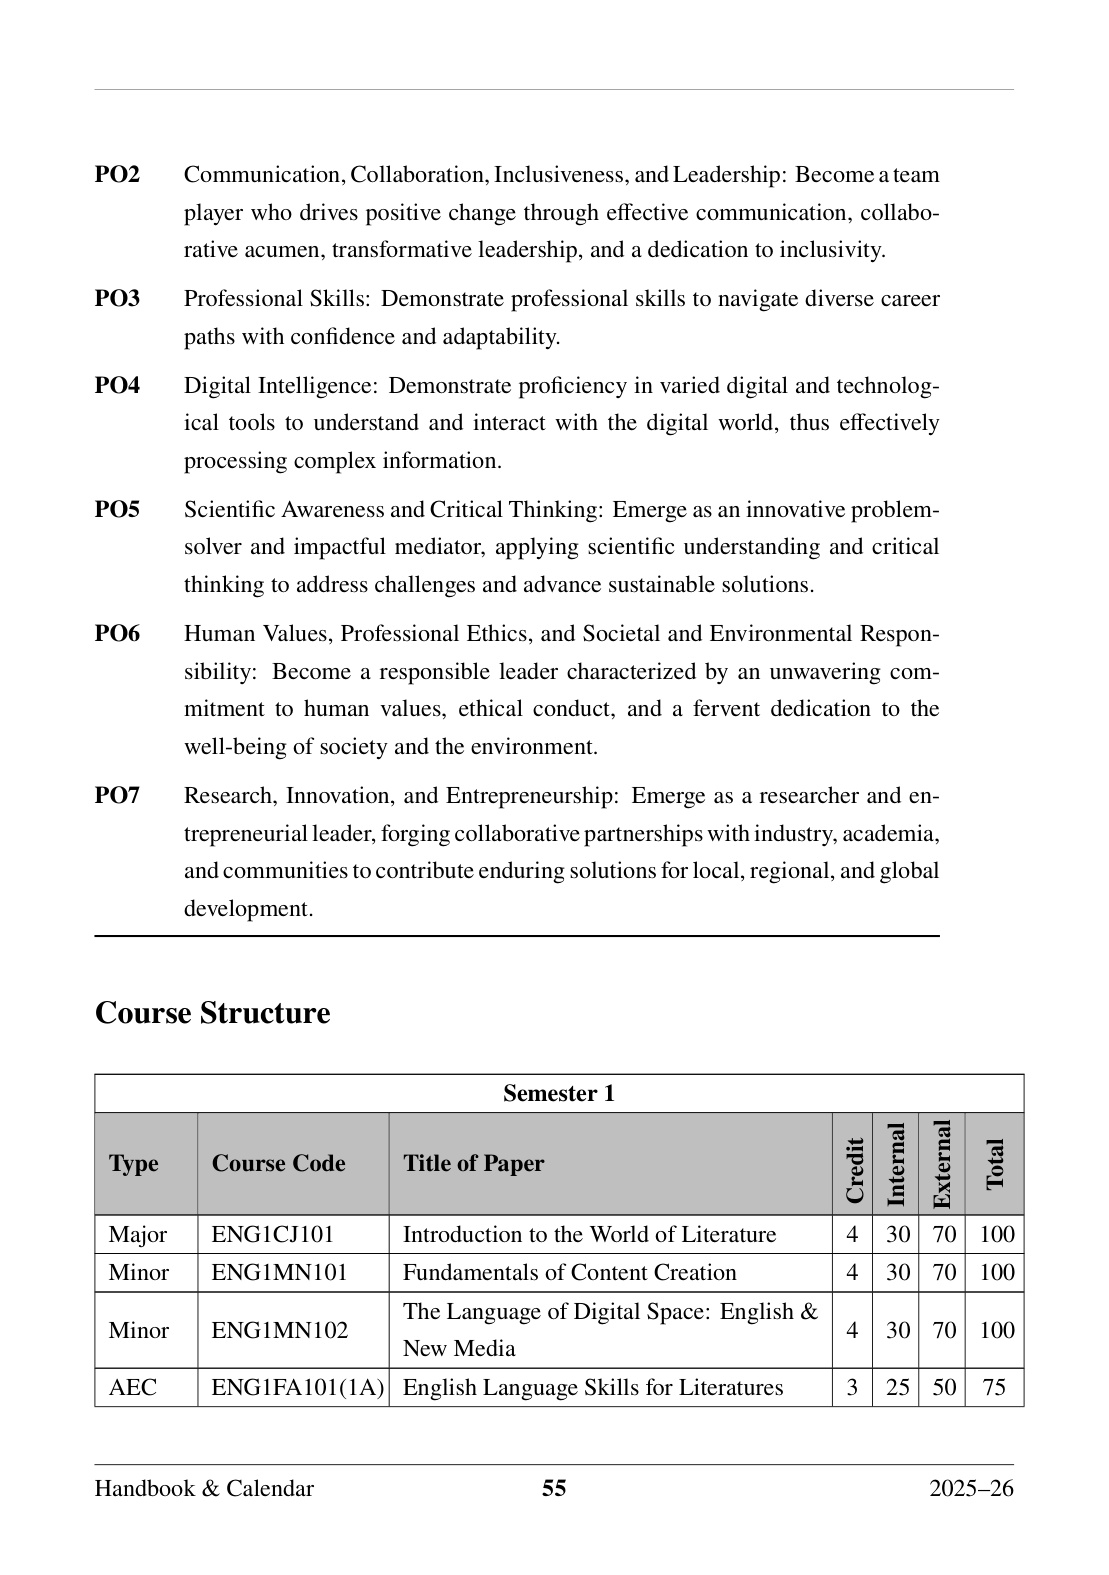 PO2 Communication, Collaboration, Inclusiveness, and Leadership: Become a team
player who drives positive change through effective communication, collabo-
rative acumen, transformative leadership, and a dedication to inclusivity.
PO3 Professional Skills: Demonstrate professional skills to navigate diverse career
paths with confidence and adaptability.
PO4 Digital Intelligence: Demonstrate proficiency in varied digital and technolog-
ical tools to understand and interact with the digital world, thus effectively
processing complex information.
PO5 Scientific Awareness and Critical Thinking: Emerge as an innovative problem-
solver and impactful mediator, applying scientific understanding and critical
thinking to address challenges and advance sustainable solutions.
PO6 Human Values, Professional Ethics, and Societal and Environmental Respon-
sibility: Become a responsible leader characterized by an unwavering com-
mitment to human values, ethical conduct, and a fervent dedication to the
well-being of society and the environment.
PO7 Research, Innovation, and Entrepreneurship: Emerge as a researcher and en-
trepreneurial leader, forging collaborative partnerships with industry, academia,
and communities to contribute enduring solutions for local, regional, and global
development.
Course Structure
Semester 1
Type Course Code Title of Paper Credit Internal External Total
Major ENG1CJ101 Introduction to the World of Literature 4 30 70 100
Minor ENG1MN101 Fundamentals of Content Creation 4 30 70 100
Minor ENG1MN102 The Language of Digital Space: English & 4 30 70 100
New Media
AEC ENG1FA101(1A) English Language Skills for Literatures 3 25 50 75
Handbook & Calendar 55 2025–26